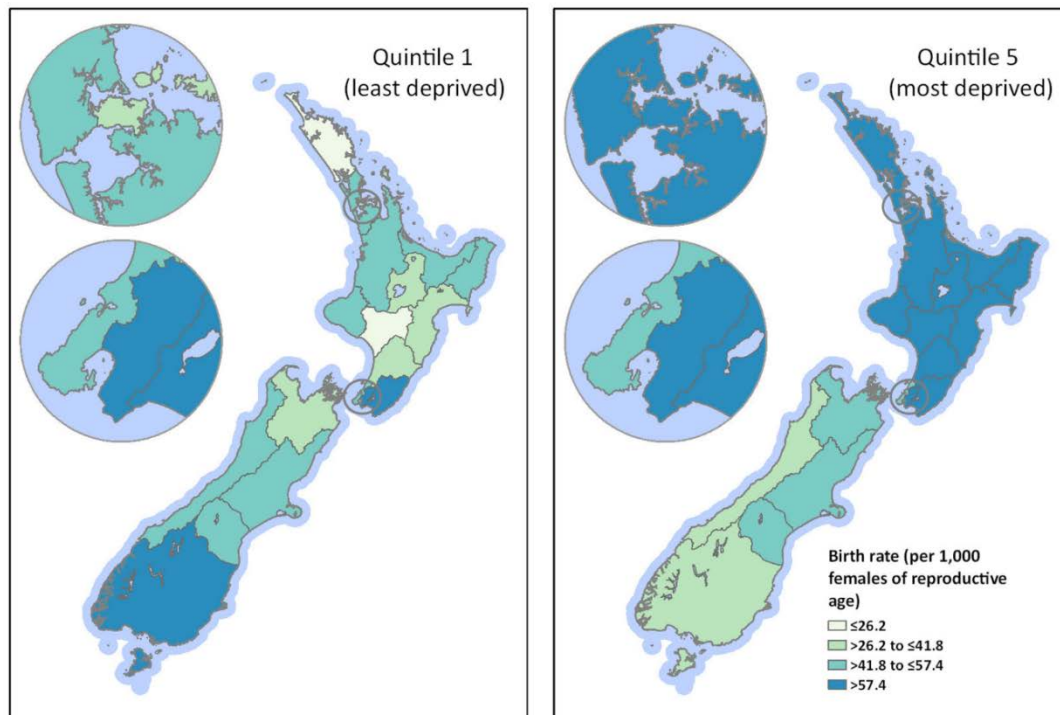 Quintile 1
(least deprived)
Quintile 5
(most deprived)
Birth rate (per 1,000
females of reproductive
age)
≤26.2
>26.2 to ≤41.8
>41.8 to ≤57.4
>57.4